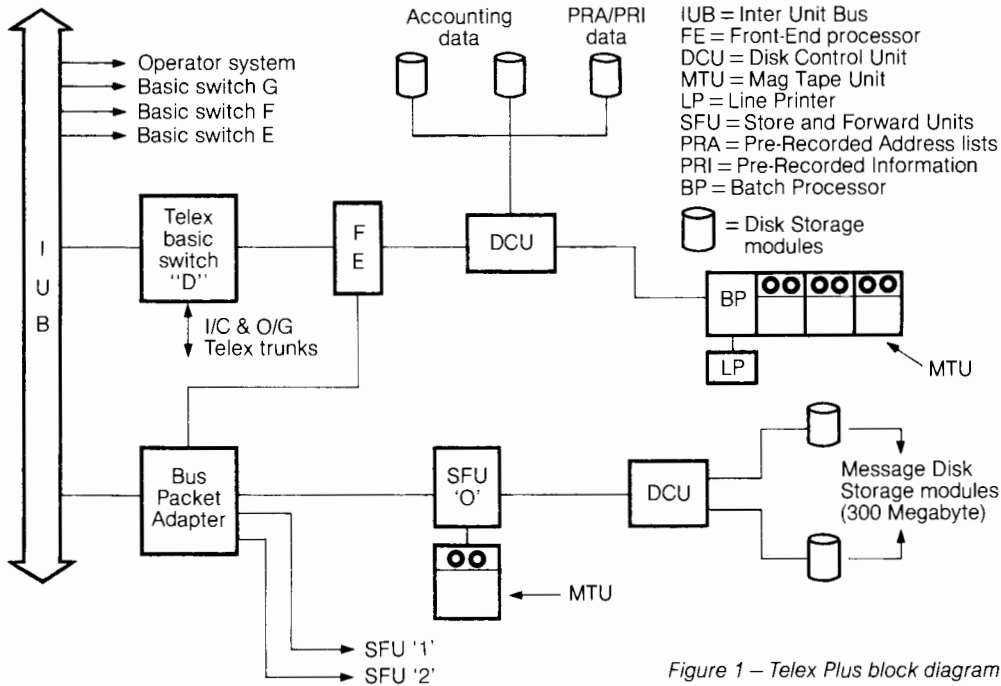 Accounting
data
PRA/PRI
data
IUB = Inter Unit Bus
FE = Front-End processor
DCU = Disk Control Unit
MTU = Mag Tape Unit
LP = Line Printer
SFU = Store and Forward Units
PRA = Pre-Recorded Address lists
PRI = Pre-Recorded Information
BP = Batch Processor
= Disk Storage
modules
Operator system
Basic switch G
Basic switch F
Basic switch E
I
U
B
Telex
basic
switch
"D"
F
E
DCU
I/C & O/G
Telex trunks
BP
LP
MTU
Bus
Packet
Adapter
SFU
'O'
DCU
Message Disk
Storage modules
(300 Megabyte)
MTU
SFU '1'
SFU '2'
Figure 1 – Telex Plus block diagram